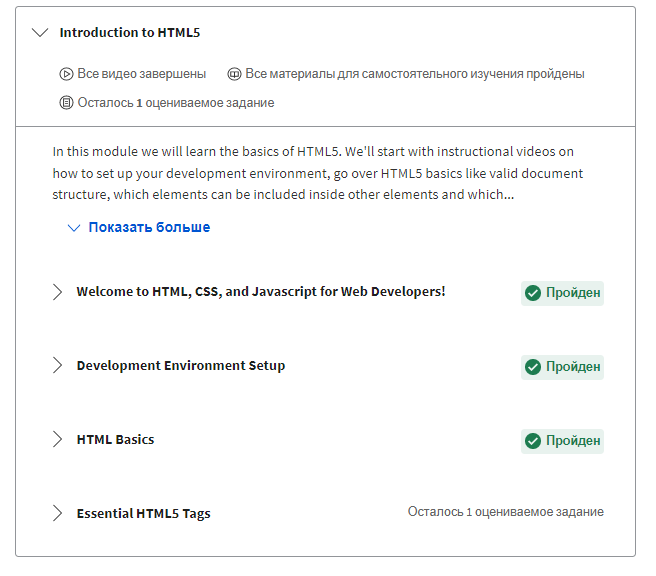 Introduction to HTML5
Все видео завершены Все материалы для самостоятельного изучения пройдены
Осталось 1 оцениваемое задание
In this module we will learn the basics of HTML5. We'll start with instructional videos on
how to set up your development environment, go over HTML5 basics like valid document
structure, which elements can be included inside other elements and which...
Показать больше
Welcome to HTML, CSS, and Javascript for Web Developers! Пройден
Development Environment Setup Пройден
HTML Basics Пройден
Essential HTML5 Tags Осталось 1 оцениваемое задание